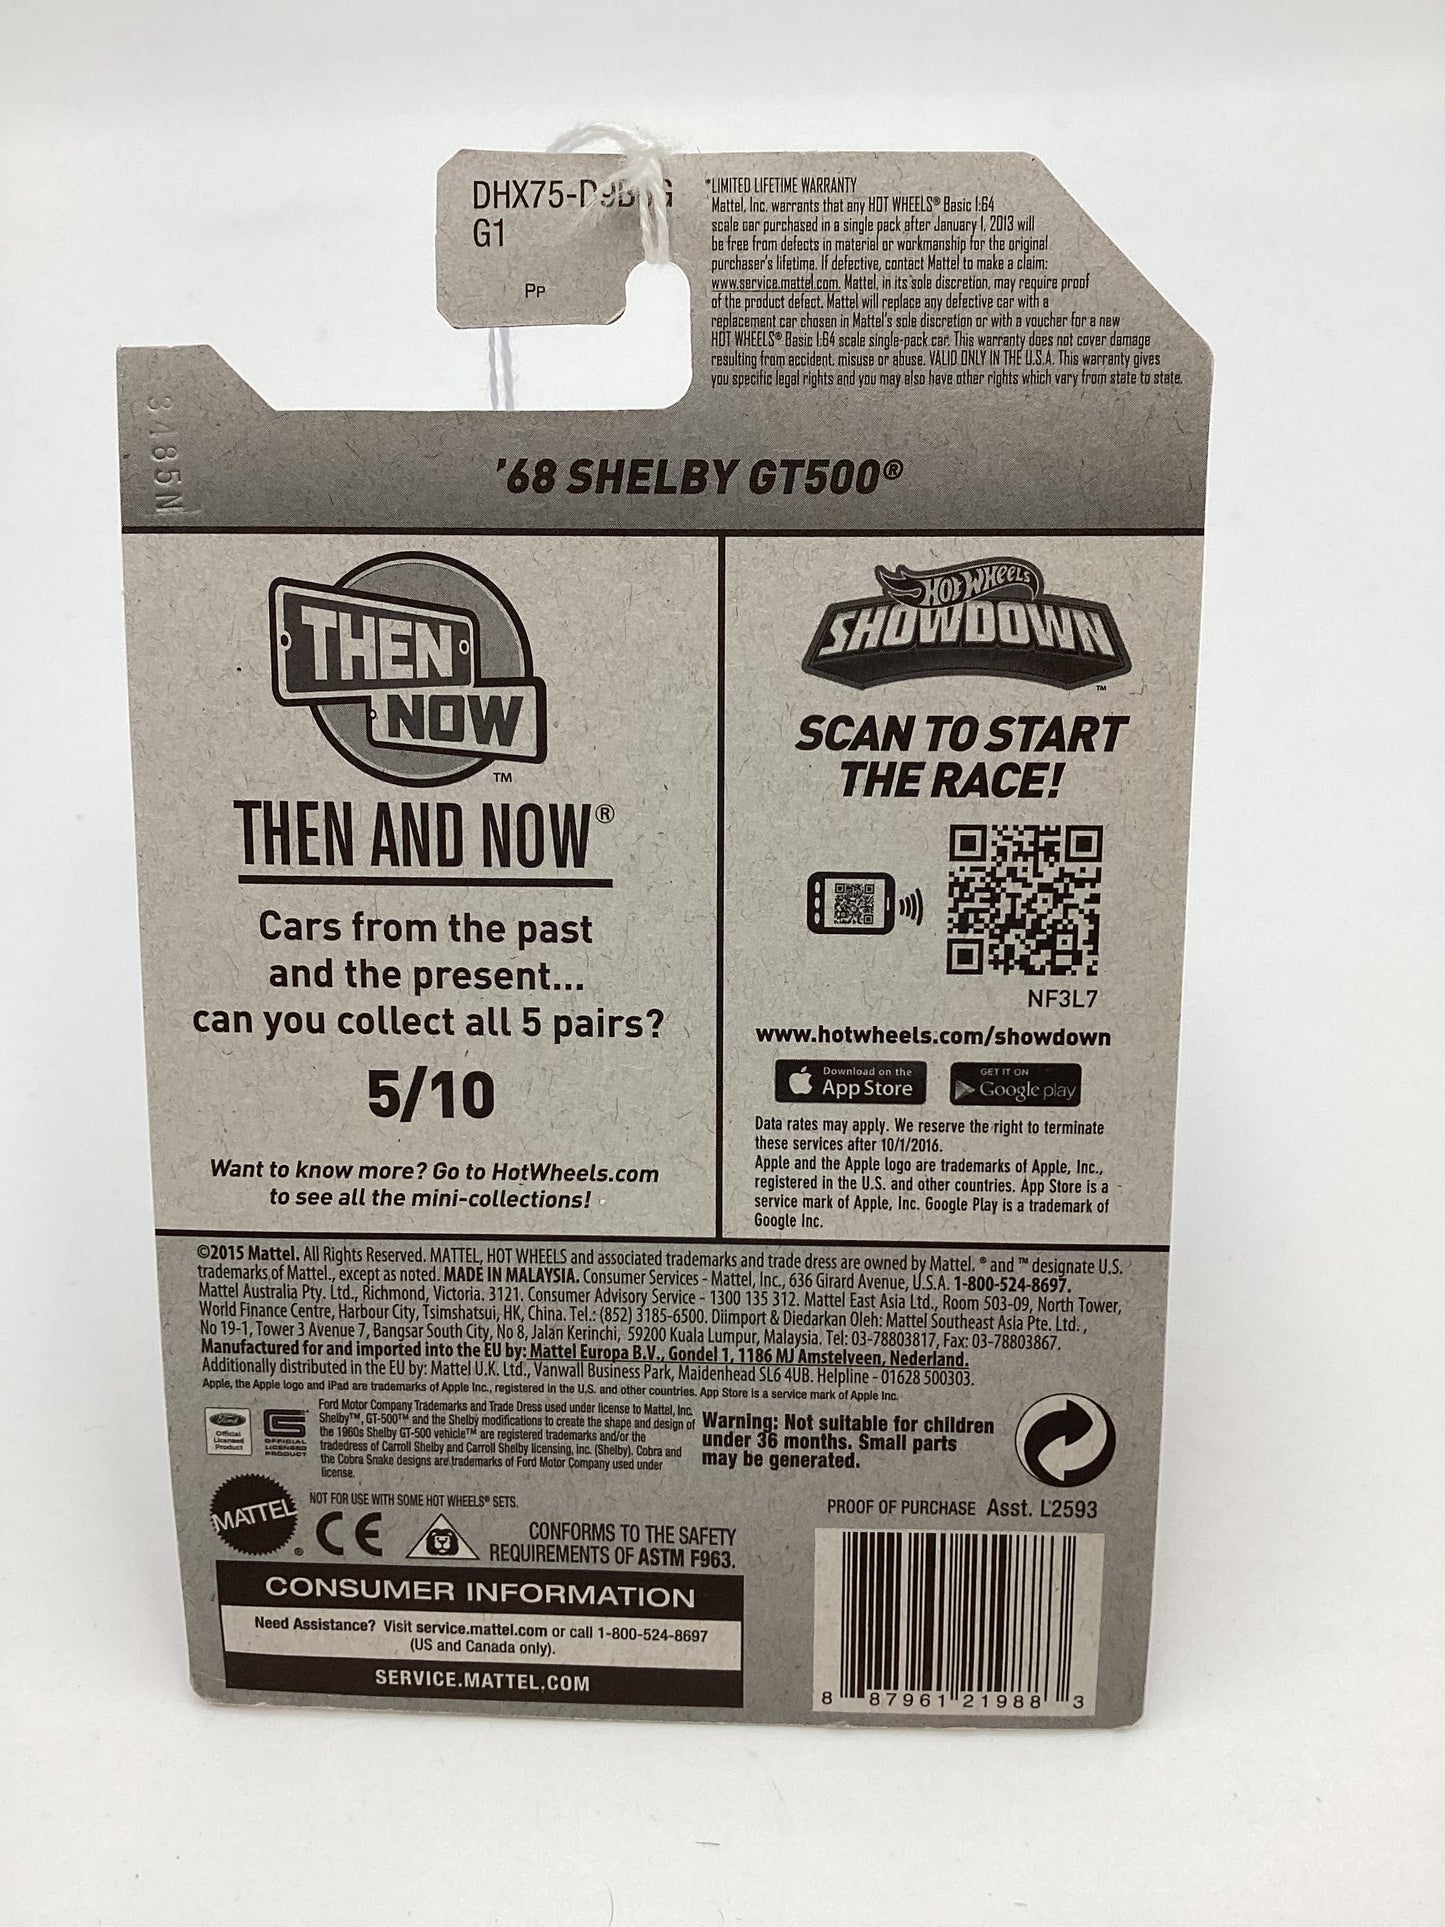 DHX75-D9B
G1
PP
*LIMITED LIFETIME WARRANTY
Mattel, Inc. warrants that any HOT WHEELS® Basic 1:64
scale car purchased in a single pack after January 1, 2013 will
be free from defects in material or workmanship for the original
purchaser's lifetime. If defective, contact Mattel to make a claim:
www.service.mattel.com. Mattel, in its sole discretion, may require proof
of the product defect. Mattel will replace any defective car with a
replacement car chosen in Mattel's sole discretion or with a voucher for a new
HOT WHEELS® Basic 1:64 scale single-pack car. This warranty does not cover damage
resulting from accident, misuse or abuse. VALID ONLY IN THE U.S.A. This warranty gives
you specific legal rights and you may also have other rights which vary from state to state.
3485N
'68 SHELBY GT500®
THEN
NOW
TM
THEN AND NOW®
Cars from the past
and the present...
can you collect all 5 pairs?
5/10
Want to know more? Go to HotWheels.com
to see all the mini-collections!
HOT WHEELS
SHOWDOWN
TM
SCAN TO START
THE RACE!
NF3L7
www.hotwheels.com/showdown
Download on the
App Store
GET IT ON
Google play
Data rates may apply. We reserve the right to terminate
these services after 10/1/2016.
Apple and the Apple logo are trademarks of Apple, Inc.,
registered in the U.S. and other countries. App Store is a
service mark of Apple, Inc. Google Play is a trademark of
Google Inc.
©2015 Mattel. All Rights Reserved. MATTEL, HOT WHEELS and associated trademarks and trade dress are owned by Mattel. ® and ™ designate U.S.
trademarks of Mattel., except as noted. MADE IN MALAYSIA. Consumer Services - Mattel, Inc., 636 Girard Avenue, U.S.A. 1-800-524-8697.
Mattel Australia Pty. Ltd., Richmond, Victoria. 3121. Consumer Advisory Service - 1300 135 312. Mattel East Asia Ltd., Room 503-09, North Tower,
World Finance Centre, Harbour City, Tsimshatsui, HK, China. Tel.: (852) 3185-6500. Diimport & Diedarkan Oleh: Mattel Southeast Asia Pte. Ltd.,
No 19-1, Tower 3 Avenue 7, Bangsar South City, No 8, Jalan Kerinchi, 59200 Kuala Lumpur, Malaysia. Tel: 03-78803817, Fax: 03-78803867.
Manufactured for and imported into the EU by: Mattel Europa B.V., Gondel 1, 1186 MJ Amstelveen, Nederland.
Additionally distributed in the EU by: Mattel U.K. Ltd., Vanwall Business Park, Maidenhead SL6 4UB. Helpline - 01628 500303.
Apple, the Apple logo and iPad are trademarks of Apple Inc., registered in the U.S. and other countries. App Store is a service mark of Apple Inc.
Ford
Official
Licensed
Product
OFFICIAL
LICENSED
PRODUCT
Ford Motor Company Trademarks and Trade Dress used under license to Mattel, Inc.
Shelby™, GT-500™ and the Shelby modifications to create the shape and design of
the 1960s Shelby GT-500 vehicle™ are registered trademarks and/or the
tradedress of Carroll Shelby and Carroll Shelby licensing, Inc. (Shelby). Cobra and
the Cobra Snake designs are trademarks of Ford Motor Company used under
license.
Warning: Not suitable for children
under 36 months. Small parts
may be generated.
MATTEL®
NOT FOR USE WITH SOME HOT WHEELS® SETS.
CE
CONFORMS TO THE SAFETY
REQUIREMENTS OF ASTM F963.
PROOF OF PURCHASE Asst. L2593
CONSUMER INFORMATION
Need Assistance? Visit service.mattel.com or call 1-800-524-8697
(US and Canada only).
SERVICE.MATTEL.COM
8 87961 21988 3